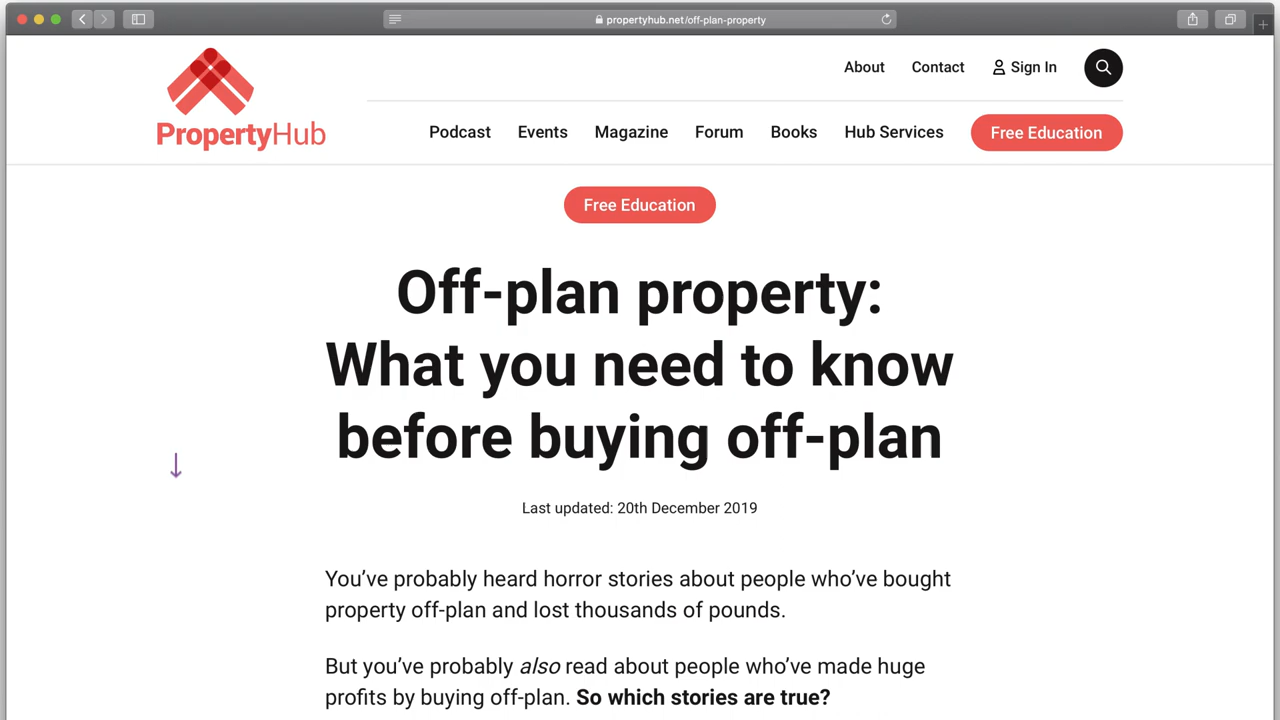 propertyhub.net/off-plan-property
About Contact Sign In
PropertyHub
Podcast Events Magazine Forum Books Hub Services Free Education
Free Education
Off-plan property:
What you need to know
before buying off-plan
Last updated: 20th December 2019
You’ve probably heard horror stories about people who’ve bought
property off-plan and lost thousands of pounds.
But you’ve probably also read about people who’ve made huge
profits by buying off-plan. So which stories are true?